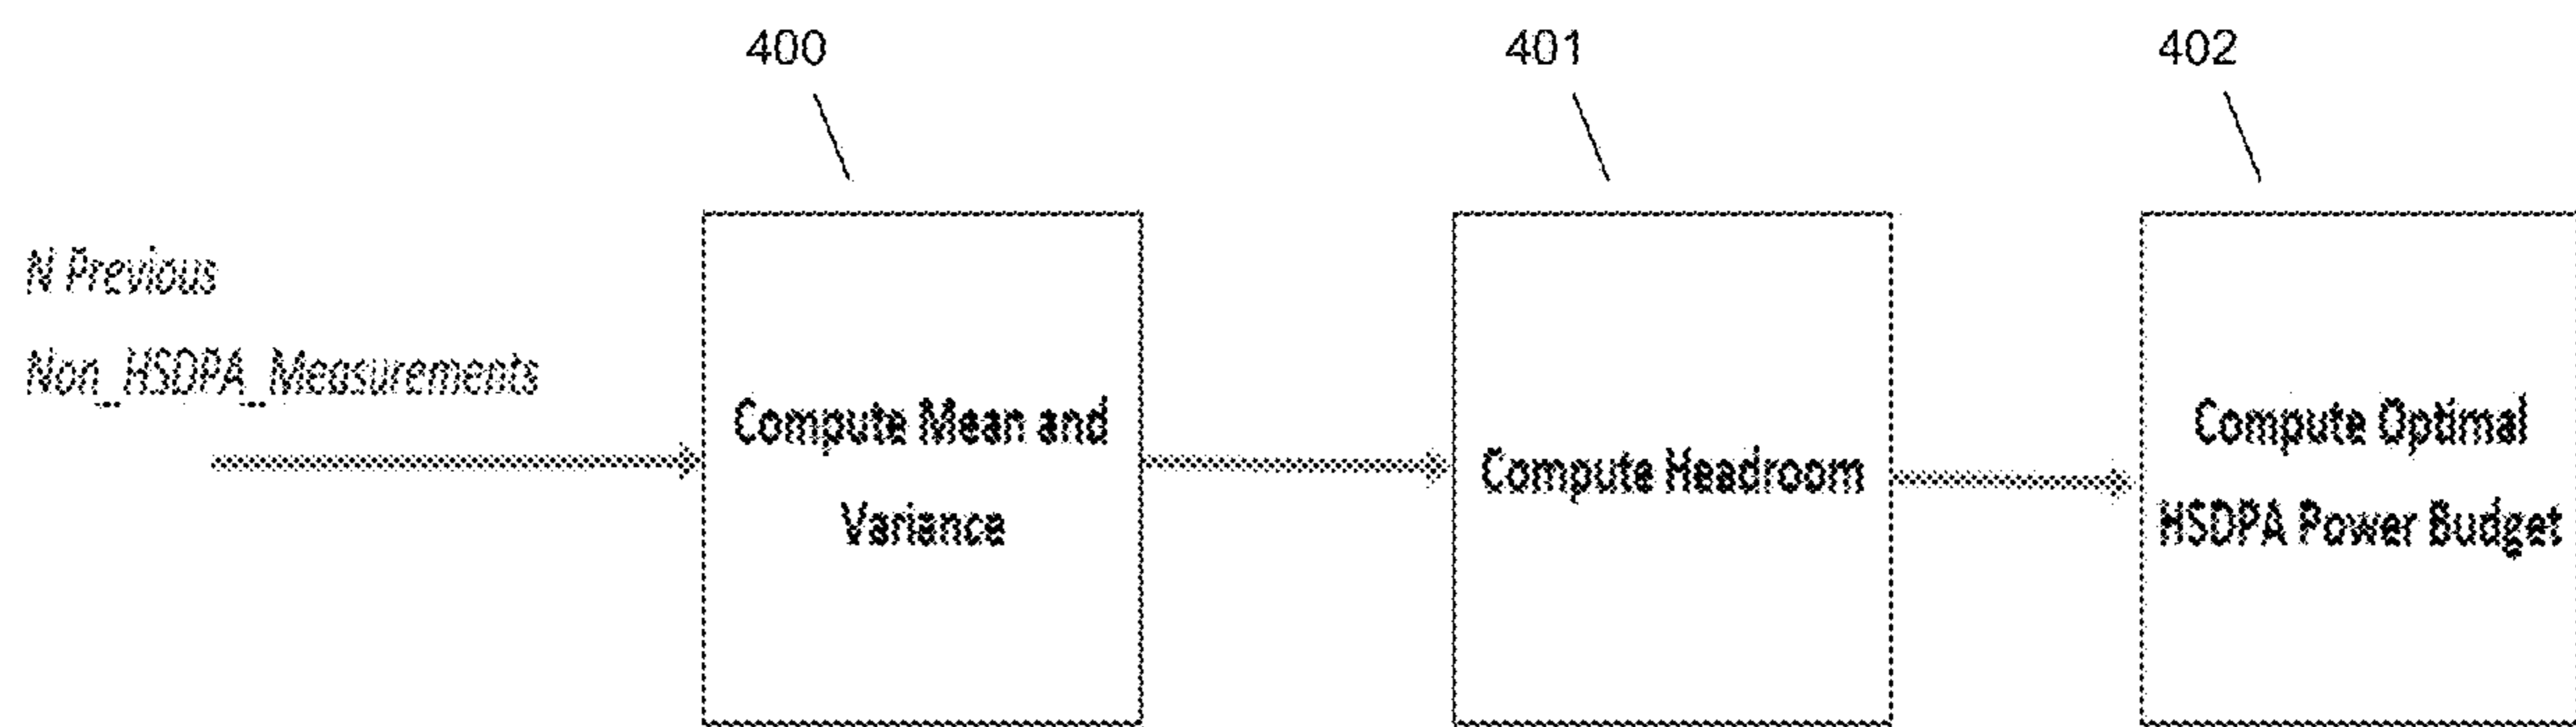 400
401
402
N Previous
Non_HSDPA_Measurements
Compute Mean and
Variance
Compute Headroom
Compute Optimal
HSDPA Power Budget